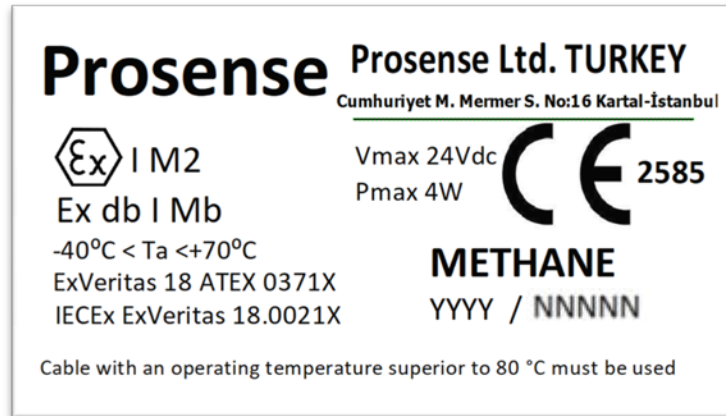 Prosense
Prosense Ltd. TURKEY
Cumhuriyet M. Mermer S. No:16 Kartal-İstanbul
Ex I M2
Ex db I Mb
-40⁰C < Ta <+70⁰C
ExVeritas 18 ATEX 0371X
IECEx ExVeritas 18.0021X
Vmax 24Vdc
Pmax 4W
CE 2585
METHANE
YYYY / NNNNN
Cable with an operating temperature superior to 80 °C must be used